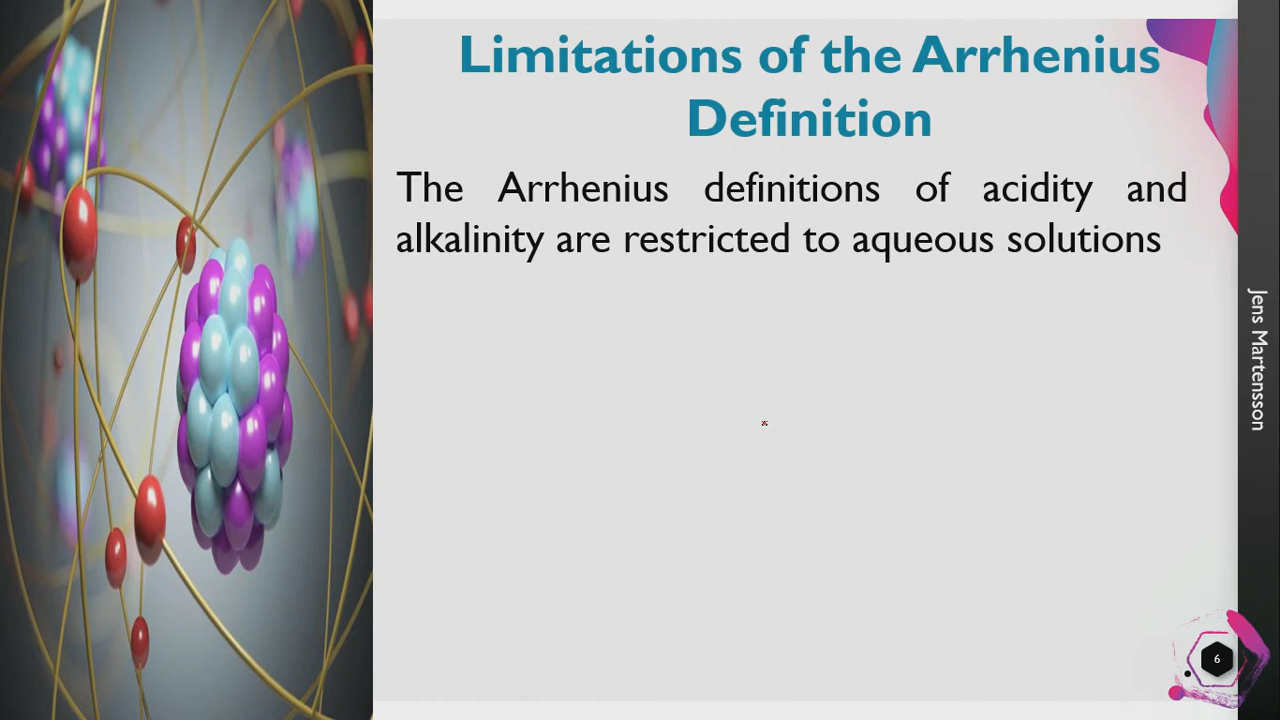 Limitations of the Arrhenius
Definition
The Arrhenius definitions of acidity and
alkalinity are restricted to aqueous solutions
Jens Martensson
6